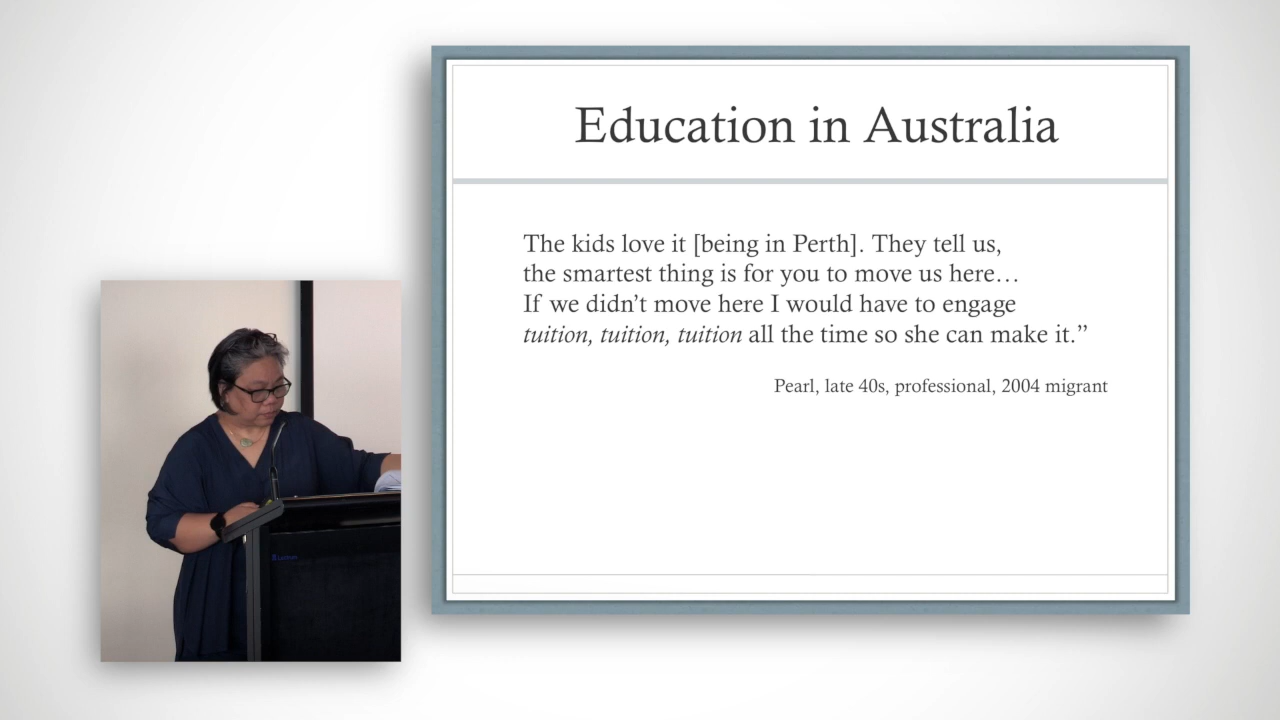 Education in Australia
The kids love it [being in Perth]. They tell us,
the smartest thing is for you to move us here…
If we didn’t move here I would have to engage
tuition, tuition, tuition all the time so she can make it.”
Pearl, late 40s, professional, 2004 migrant